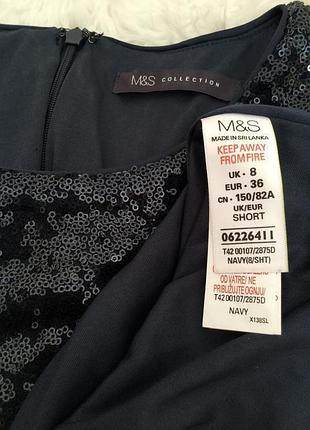 M&S COLLECTION
M&S
MADE IN SRI LANKA
KEEP AWAY
FROM FIRE
UK - 8
EUR - 36
CN - 150/82A
UK/EUR
SHORT
06226411
T42 00107/2875D
NAVY(8/SHT)
OD VATRE/ NE
PRIBLIŽUJTE OGNJU/
T42 00107/2875D
NAVY
X138SL